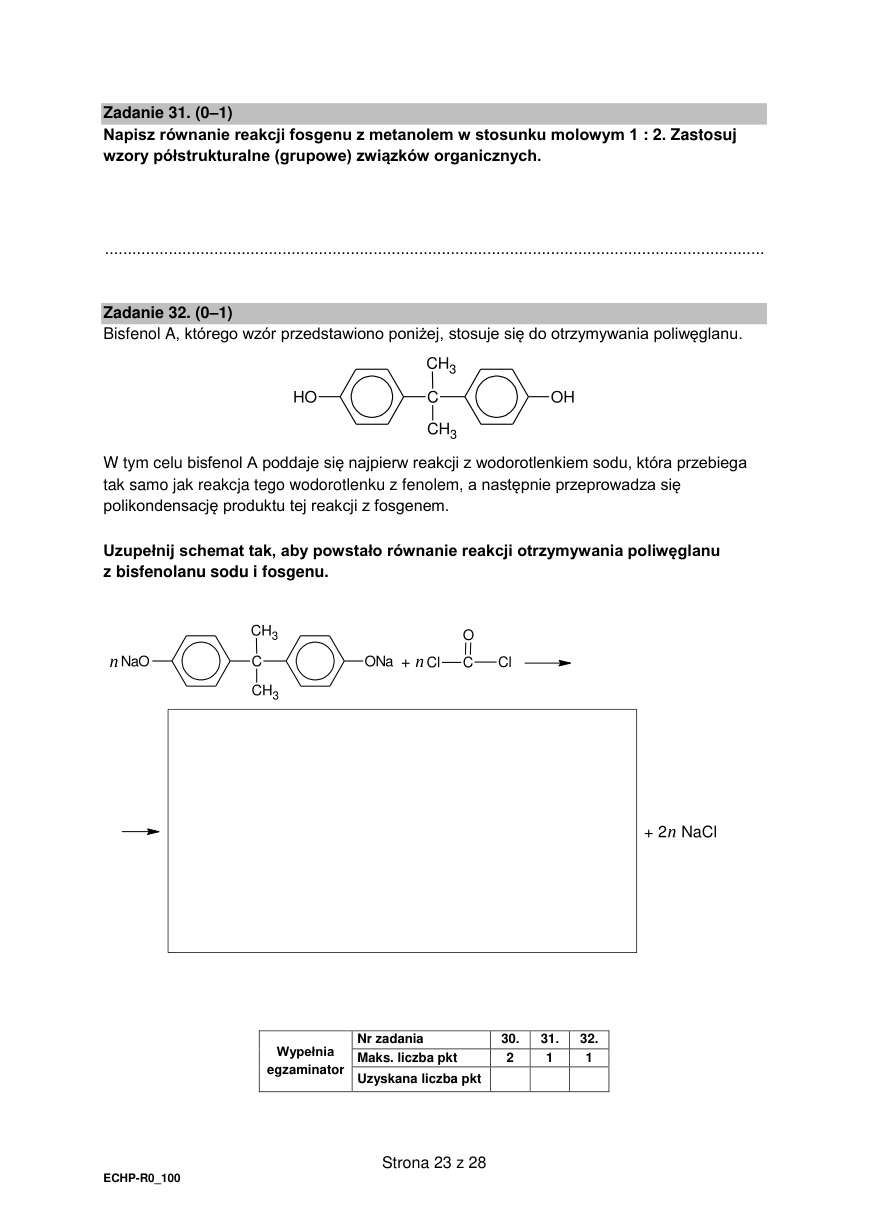 Zadanie 31. (0–1)
Napisz równanie reakcji fosgenu z metanolem w stosunku molowym 1 : 2. Zastosuj
wzory półstrukturalne (grupowe) związków organicznych.
....................................................................................................................................................
Zadanie 32. (0–1)
Bisfenol A, którego wzór przedstawiono poniżej, stosuje się do otrzymywania poliwęglanu.
CH3
HO C OH
CH3
W tym celu bisfenol A poddaje się najpierw reakcji z wodorotlenkiem sodu, która przebiega
tak samo jak reakcja tego wodorotlenku z fenolem, a następnie przeprowadza się
polikondensację produktu tej reakcji z fosgenem.
Uzupełnij schemat tak, aby powstało równanie reakcji otrzymywania poliwęglanu
z bisfenolanu sodu i fosgenu.
CH3 O
n NaO C ONa + n Cl C Cl
CH3
+ 2n NaCl
Wypełnia egzaminator
Nr zadania 30. 31. 32.
Maks. liczba pkt 2 1 1
Uzyskana liczba pkt
Strona 23 z 28
ECHP-R0_100